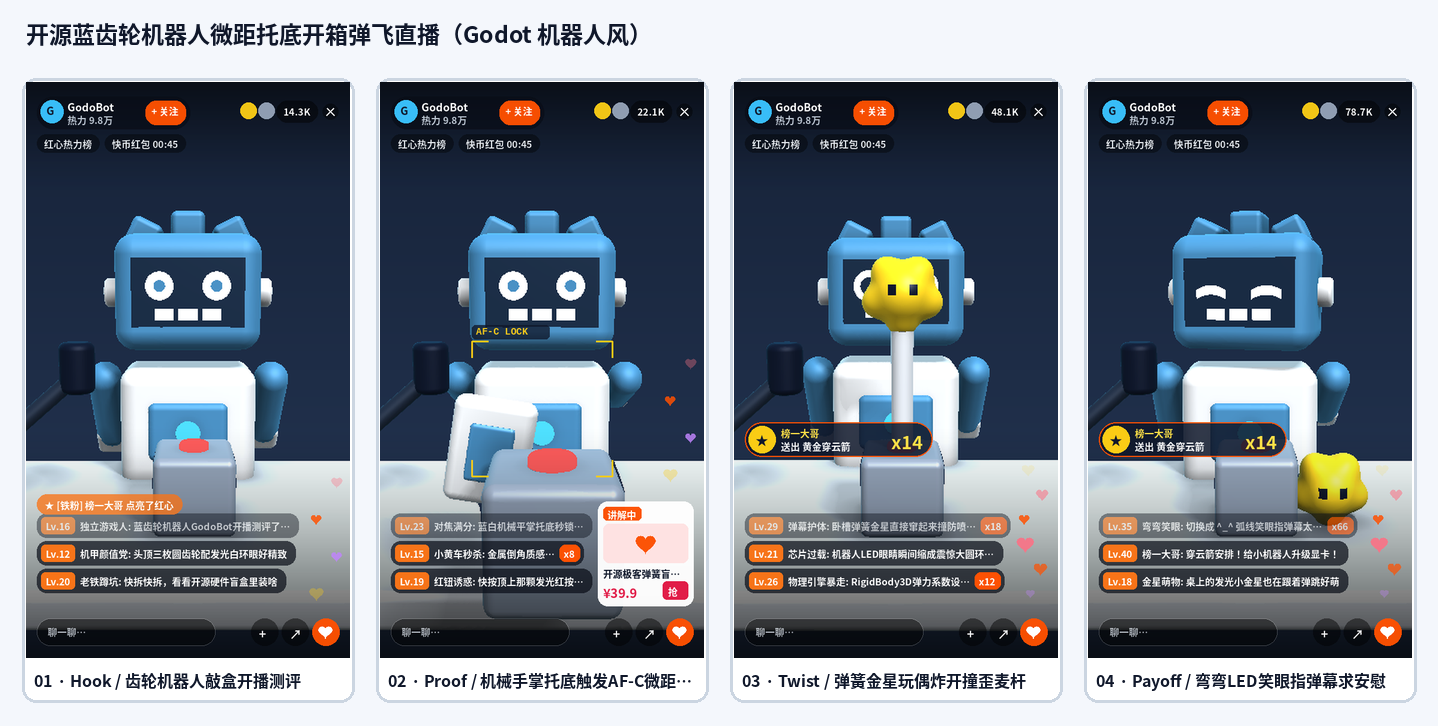 开源蓝齿轮机器人微距托底开箱弹飞直播（Godot 机器人风）
G
GodoBot
热力 9.8万
+ 关注
14.3K
×
红心热力榜
快币红包 00:45
★ [铁粉] 榜一大哥 点亮了红心
Lv.16 独立游戏人: 蓝齿轮机器人GodoBot开播测评了…
Lv.12 机甲颜值党: 头顶三枚圆齿轮配发光白环眼好精致
Lv.20 老铁蹲坑: 快拆快拆，看看开源硬件盲盒里装啥
聊一聊…
+
↗
01 · Hook / 齿轮机器人敲盒开播测评
G
GodoBot
热力 9.8万
+ 关注
22.1K
×
红心热力榜
快币红包 00:45
AF-C LOCK
Lv.23 对焦满分: 蓝白机械平掌托底秒锁…
Lv.15 小黄车秒杀: 金属倒角质感… x8
Lv.19 红钮诱惑: 快按顶上那颗发光红按…
讲解中
开源极客弹簧盲…
¥39.9
抢
聊一聊…
+
↗
02 · Proof / 机械手掌托底触发AF-C微距…
G
GodoBot
热力 9.8万
+ 关注
48.1K
×
红心热力榜
快币红包 00:45
★
榜一大哥
送出 黄金穿云箭
x14
Lv.29 弹幕护体: 卧槽弹簧金星直接窜起来撞防喷… x18
Lv.21 芯片过载: 机器人LED眼睛瞬间缩成震惊大圆环…
Lv.26 物理引擎暴走: RigidBody3D弹力系数设… x12
聊一聊…
+
↗
03 · Twist / 弹簧金星玩偶炸开撞歪麦杆
G
GodoBot
热力 9.8万
+ 关注
78.7K
×
红心热力榜
快币红包 00:45
★
榜一大哥
送出 黄金穿云箭
x14
Lv.35 弯弯笑眼: 切换成 ^_^ 弧线笑眼指弹幕太… x66
Lv.40 榜一大哥: 穿云箭安排！给小机器人升级显卡！
Lv.18 金星萌物: 桌上的发光小金星也在跟着弹跳好萌
聊一聊…
+
↗
04 · Payoff / 弯弯LED笑眼指弹幕求安慰